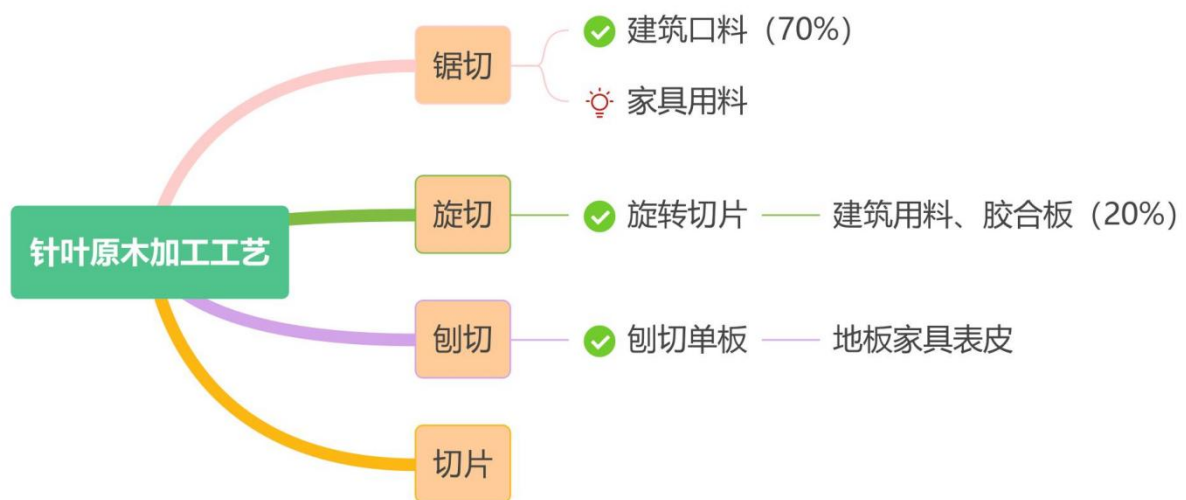 针叶原木加工工艺
锯切
建筑口料（70%）
家具用料
旋切
旋转切片
建筑用料、胶合板（20%）
刨切
刨切单板
地板家具表皮
切片